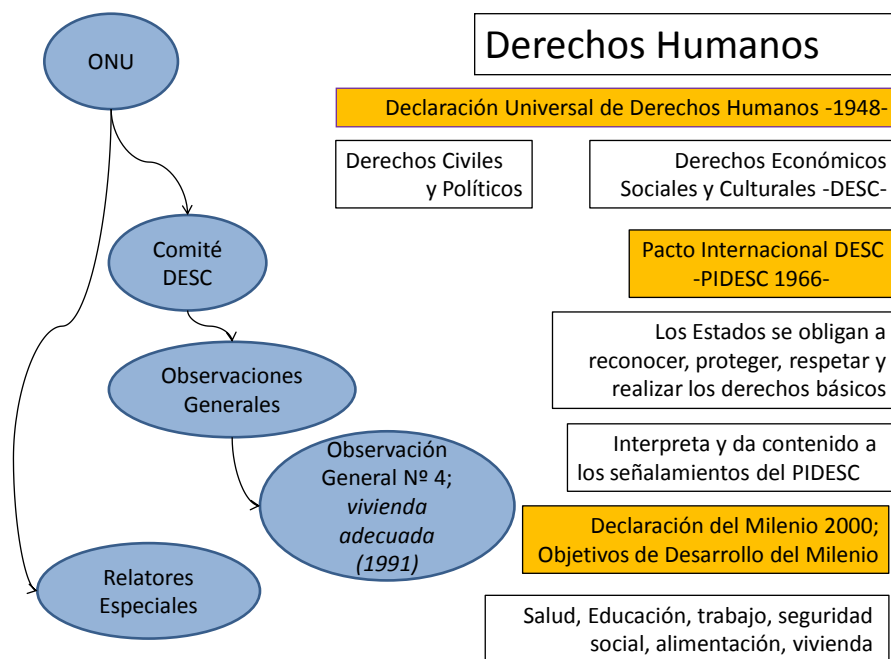 ONU
Comité
DESC
Observaciones
Generales
Observación
General Nº 4;
vivienda
adecuada
(1991)
Relatores
Especiales
Derechos Humanos
Declaración Universal de Derechos Humanos -1948-
Derechos Civiles
y Políticos
Derechos Económicos
Sociales y Culturales -DESC-
Pacto Internacional DESC
-PIDESC 1966-
Los Estados se obligan a
reconocer, proteger, respetar y
realizar los derechos básicos
Interpreta y da contenido a
los señalamientos del PIDESC
Declaración del Milenio 2000;
Objetivos de Desarrollo del Milenio
Salud, Educación, trabajo, seguridad
social, alimentación, vivienda